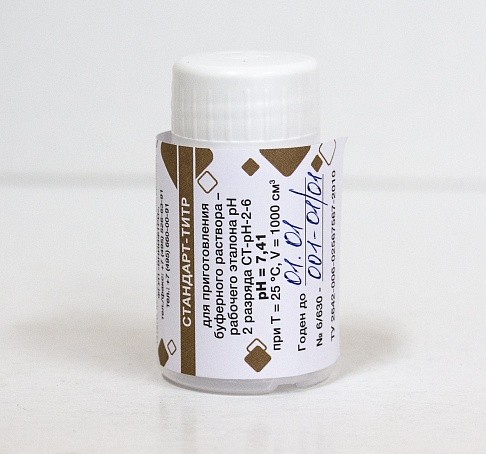 СТАНДАРТ-ТИТР
для приготовления
буферного раствора –
рабочего эталона pH
2 разряда СТ-pH-2-6
pH = 7,41
при T = 25 °C, V = 1000 см³
Годен до 01.01
№ 6/630 - 001-01/01
ТУ 2642-006-02567567-2010